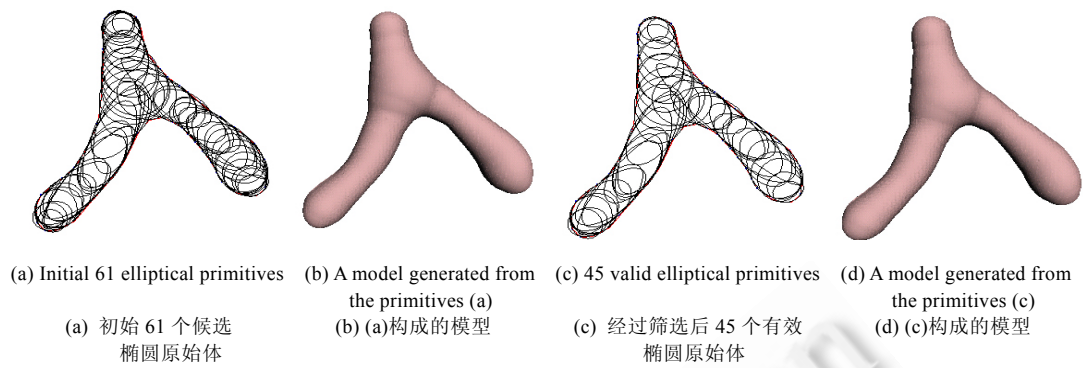 (a) Initial 61 elliptical primitives (b) A model generated from (c) 45 valid elliptical primitives (d) A model generated from
the primitives (a) the primitives (c)
(a) 初始 61 个候选 (b) (a)构成的模型 (c) 经过筛选后 45 个有效 (d) (c)构成的模型
椭圆原始体 椭圆原始体